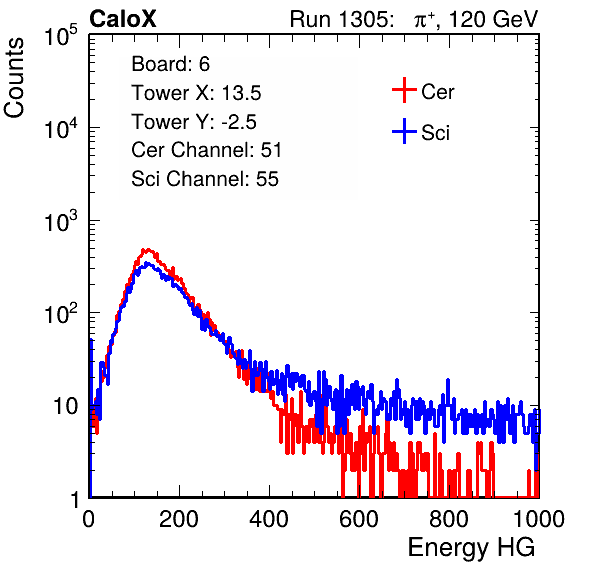 CaloX Run 1305: π⁺, 120 GeV
Counts
Board: 6
Tower X: 13.5
Tower Y: -2.5
Cer Channel: 51
Sci Channel: 55
Cer
Sci
10⁵
10⁴
10³
10²
10
1
0 200 400 600 800 1000
Energy HG